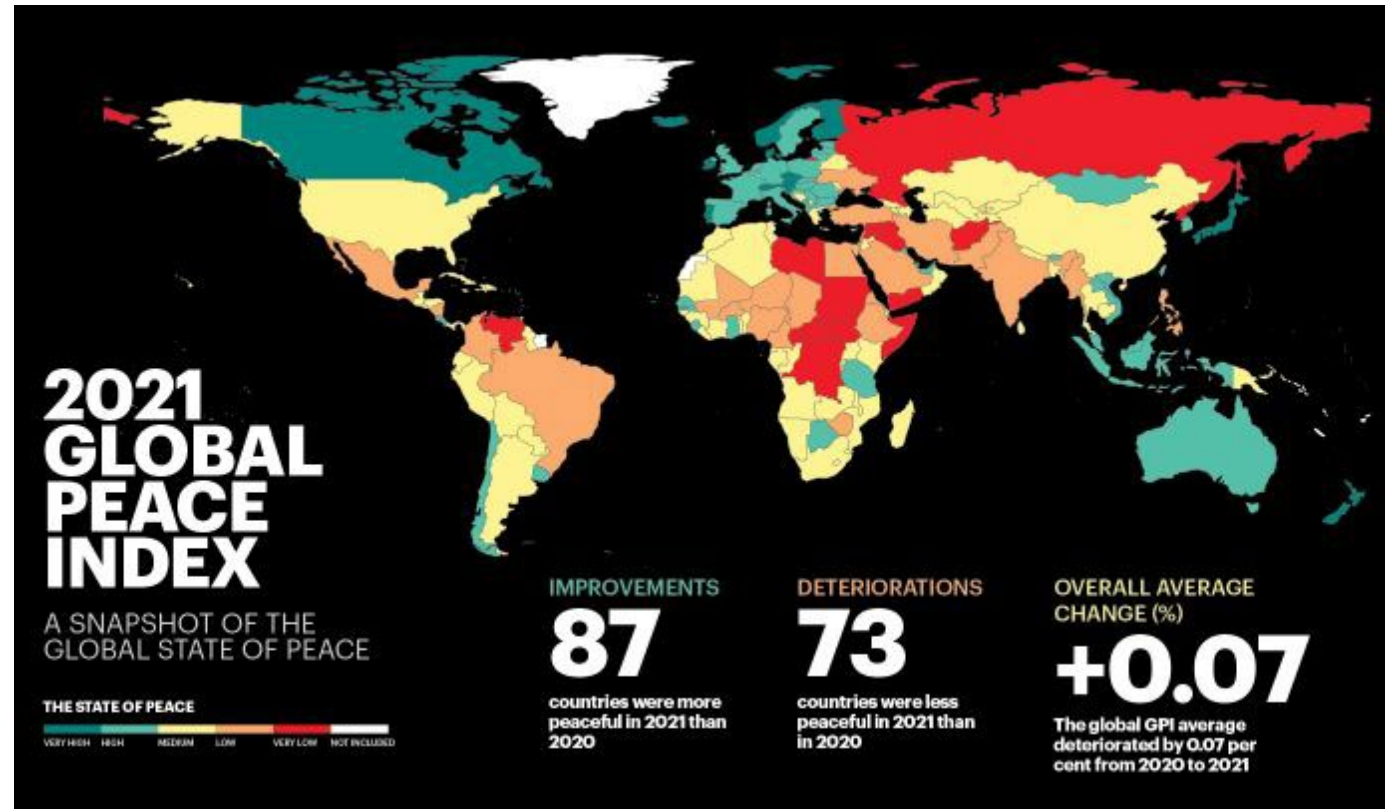 2021
GLOBAL
PEACE
INDEX
A SNAPSHOT OF THE
GLOBAL STATE OF PEACE
THE STATE OF PEACE
VERY HIGH HIGH MEDIUM LOW VERY LOW NOT INCLUDED
IMPROVEMENTS
87
countries were more
peaceful in 2021 than
2020
DETERIORATIONS
73
countries were less
peaceful in 2021 than
in 2020
OVERALL AVERAGE
CHANGE (%)
+0.07
The global GPI average
deteriorated by 0.07 per
cent from 2020 to 2021